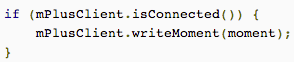 if (mPlusClient.isConnected()) {
    mPlusClient.writeMoment(moment);
}